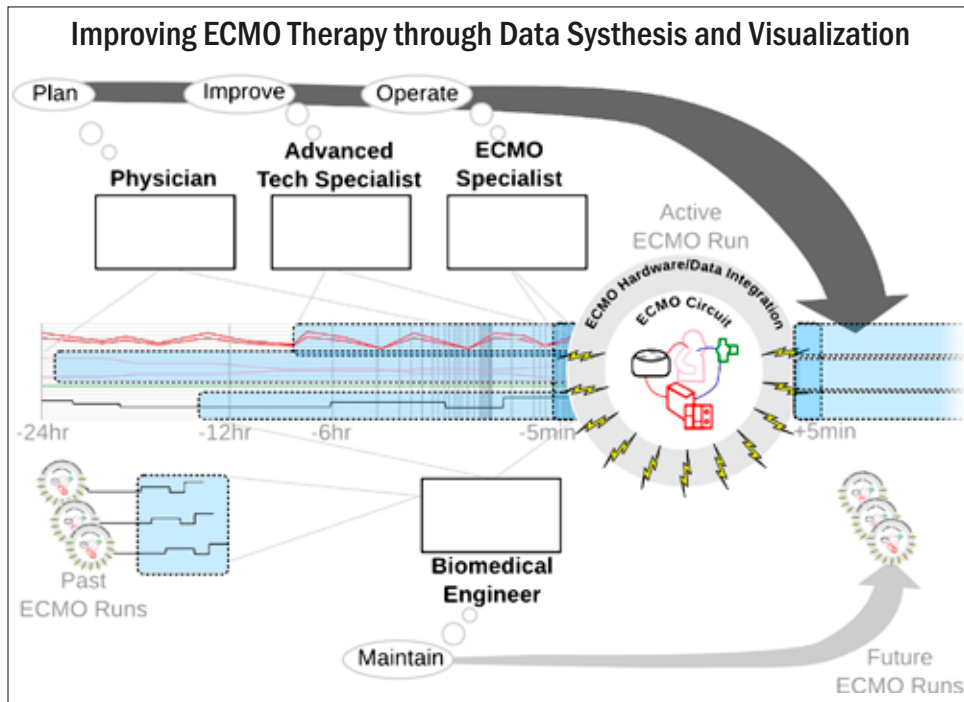 Improving ECMO Therapy through Data Systhesis and Visualization
Plan
Improve
Operate
Physician
Advanced
Tech Specialist
ECMO
Specialist
Active
ECMO Run
ECMO Hardware/Data Integration
ECMO Circuit
-24hr
-12hr
-6hr
-5min
+5min
Past
ECMO Runs
Biomedical
Engineer
Maintain
Future
ECMO Runs